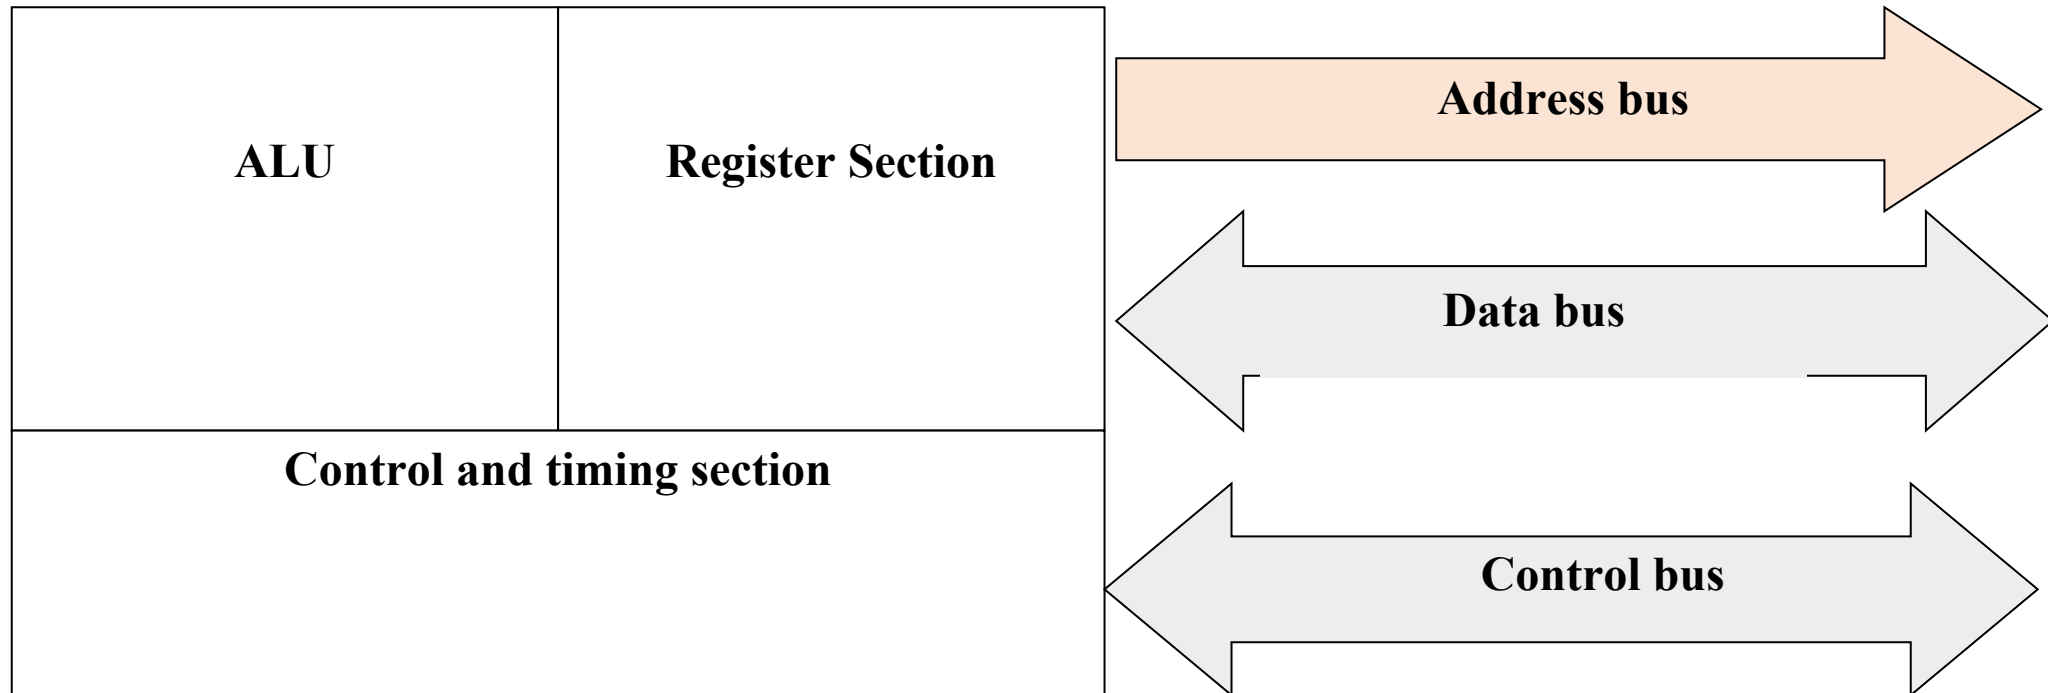 ALU
Register Section
Address bus
Data bus
Control and timing section
Control bus